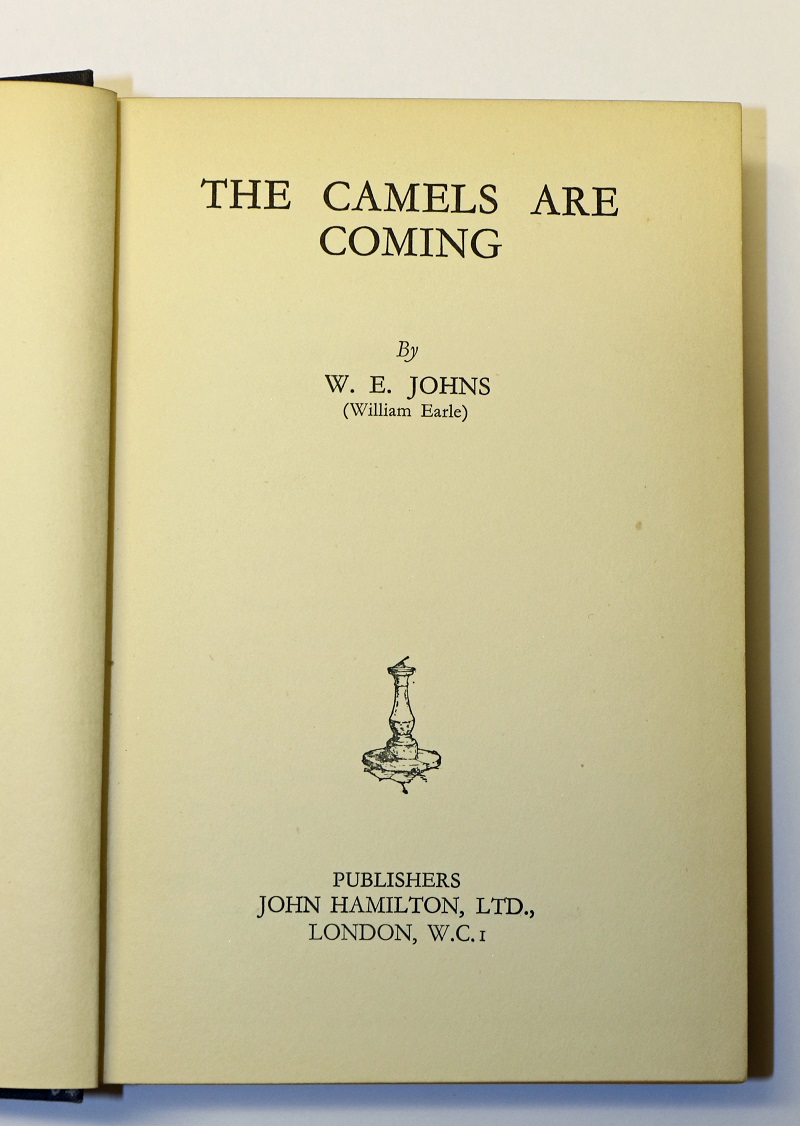 THE CAMELS ARE
COMING
By
W. E. JOHNS
(William Earle)
PUBLISHERS
JOHN HAMILTON, LTD.,
LONDON, W.C.1